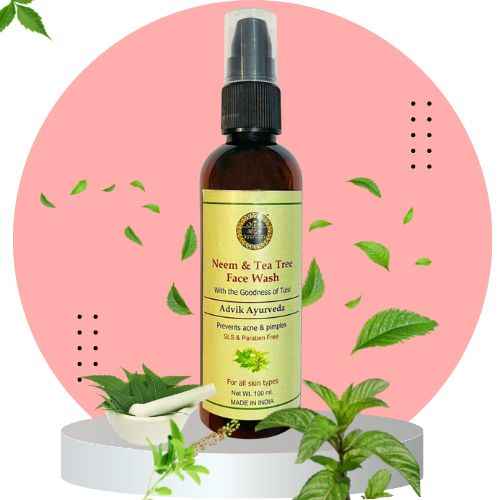 Neem & Tea Tree
Face Wash
With the Goodness of Tulsi
Advik Ayurveda
Prevents acne & pimples
SLS & Paraben Free
For all skin types
Net Wt. 100 ml.
MADE IN INDIA